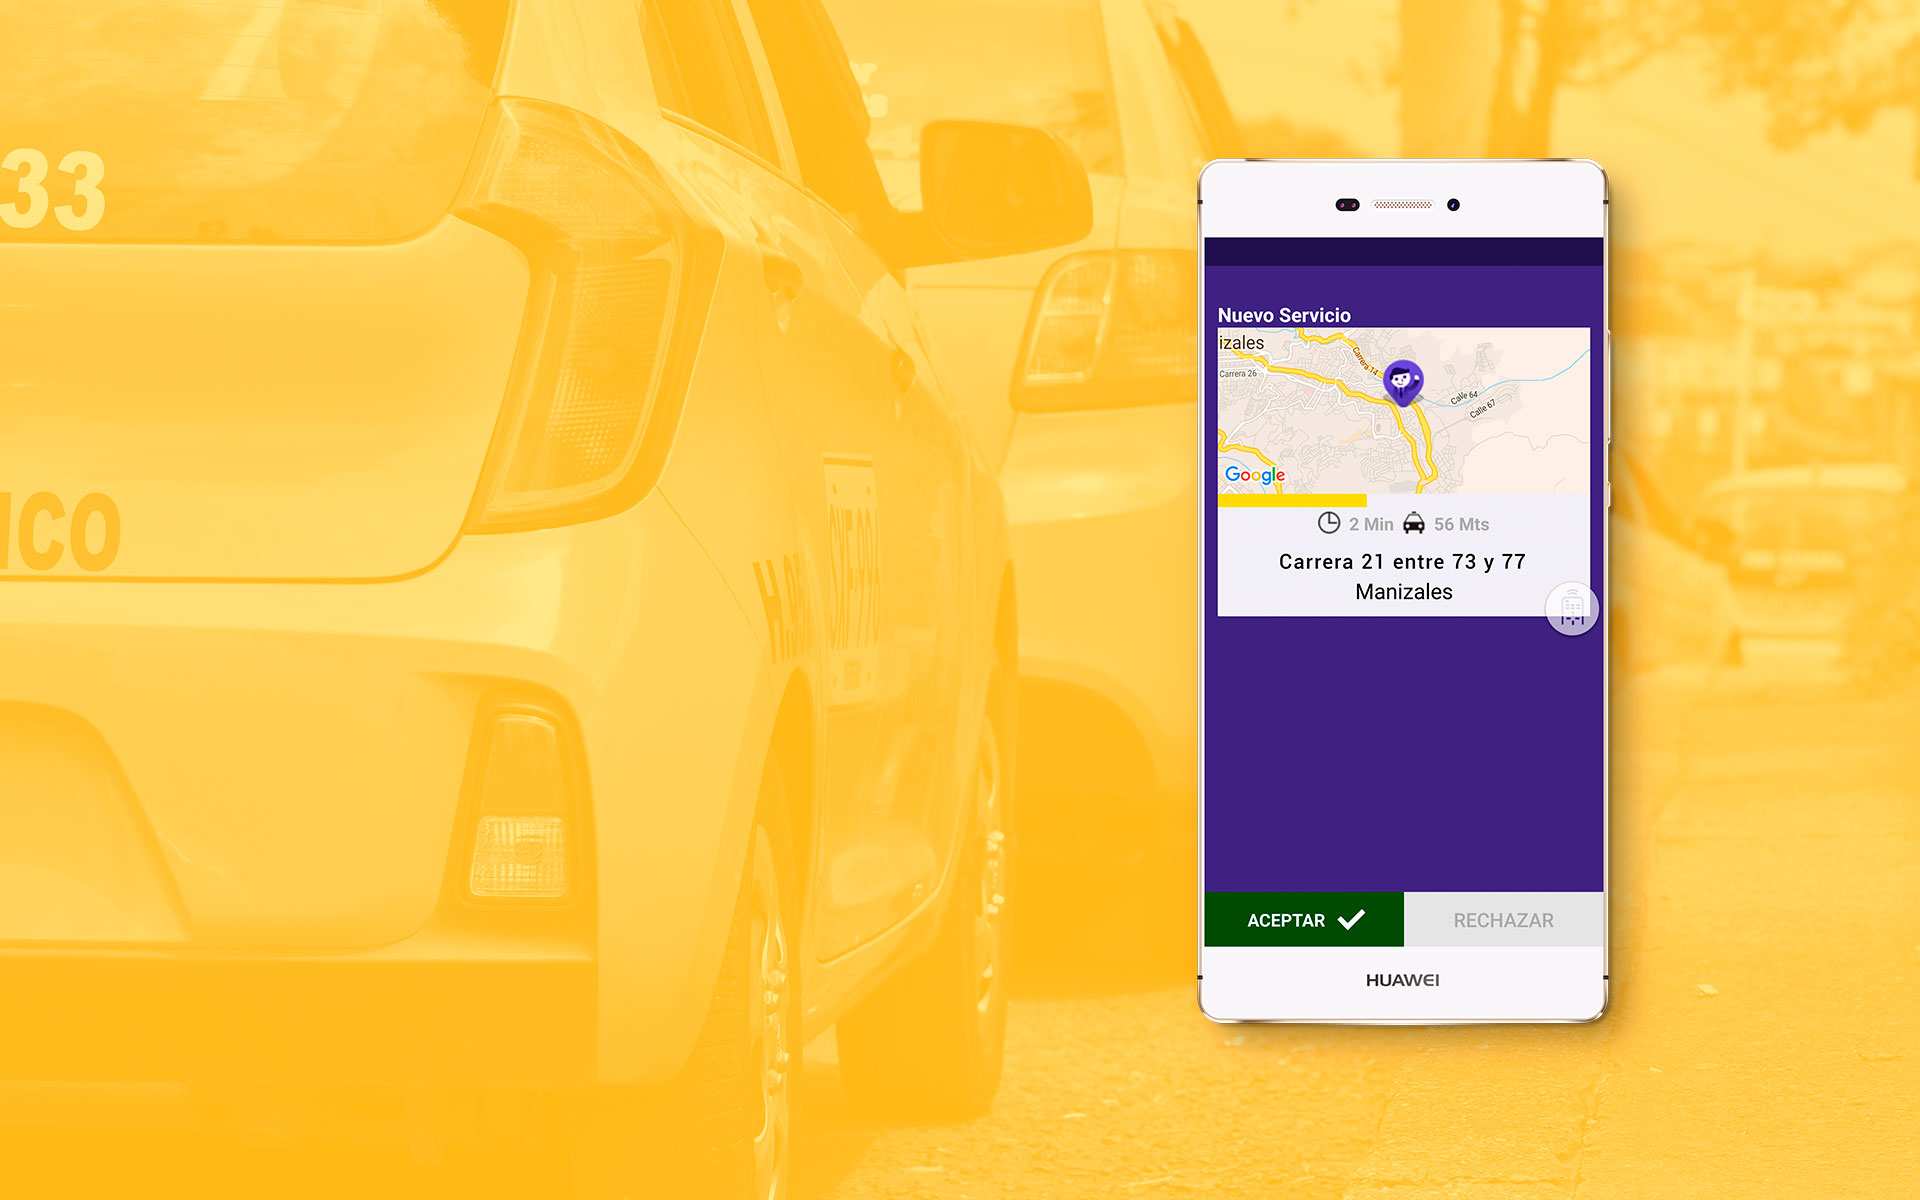 33
ICO
Nuevo Servicio
izales
Carrera 14
Carrera 26
Calle 64
Calle 67
Google
2 Min 56 Mts
Carrera 21 entre 73 y 77
Manizales
ACEPTAR
RECHAZAR
HUAWEI